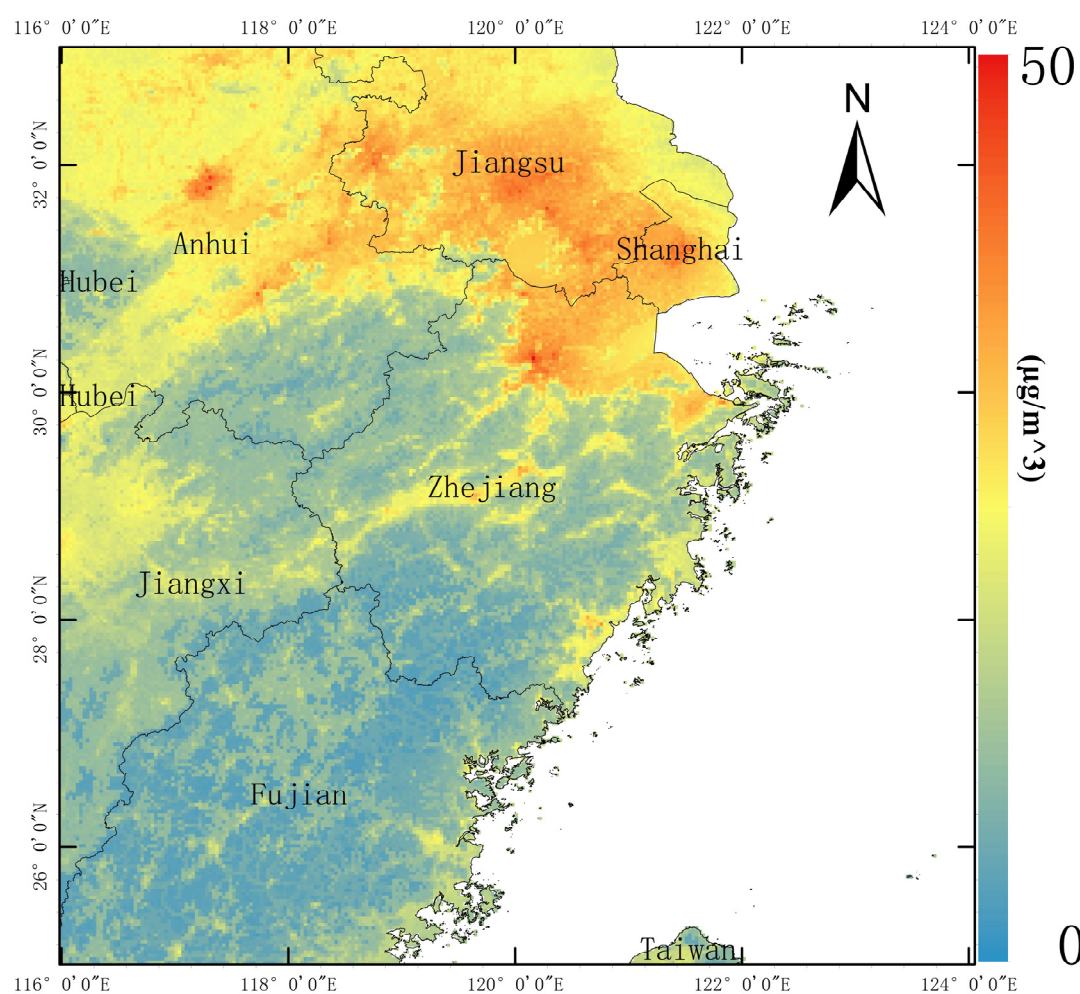 116° 0′0″E 118° 0′0″E 120° 0′0″E 122° 0′0″E 124° 0′0″E
50
N
32° 0′0″N
Jiangsu
Anhui
Shanghai
Hubei
30° 0′0″N
Hubei
(μg/m^3)
Zhejiang
Jiangxi
28° 0′0″N
Fujian
26° 0′0″N
Taiwan
0
116° 0′0″E 118° 0′0″E 120° 0′0″E 122° 0′0″E 124° 0′0″E